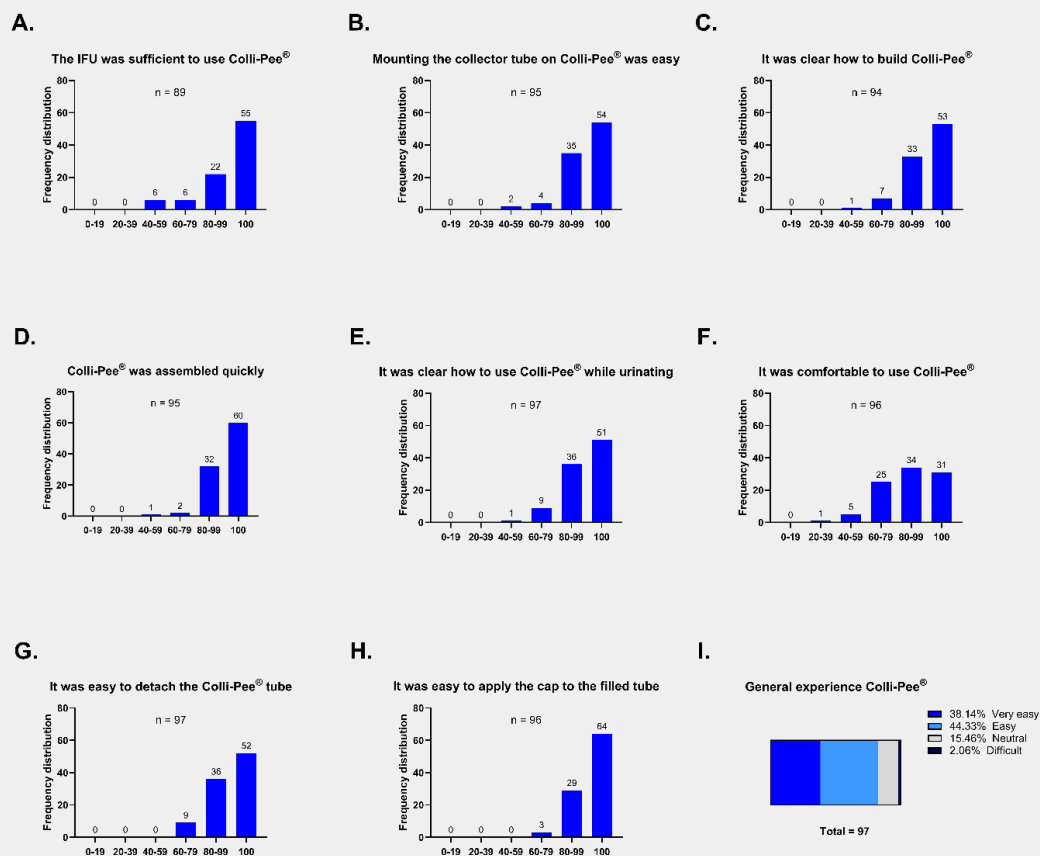 A.
The IFU was sufficient to use Colli-Pee®
n = 89
Frequency distribution
80
60
40
20
0
0 0 6 6 22 55
0-19 20-39 40-59 60-79 80-99 100
B.
Mounting the collector tube on Colli-Pee® was easy
n = 95
Frequency distribution
80
60
40
20
0
0 0 2 4 35 54
0-19 20-39 40-59 60-79 80-99 100
C.
It was clear how to build Colli-Pee®
n = 94
Frequency distribution
80
60
40
20
0
0 0 1 7 33 53
0-19 20-39 40-59 60-79 80-99 100
D.
Colli-Pee® was assembled quickly
n = 95
Frequency distribution
80
60
40
20
0
0 0 1 2 32 60
0-19 20-39 40-59 60-79 80-99 100
E.
It was clear how to use Colli-Pee® while urinating
n = 97
Frequency distribution
80
60
40
20
0
0 0 1 9 36 51
0-19 20-39 40-59 60-79 80-99 100
F.
It was comfortable to use Colli-Pee®
n = 96
Frequency distribution
80
60
40
20
0
0 1 5 25 34 31
0-19 20-39 40-59 60-79 80-99 100
G.
It was easy to detach the Colli-Pee® tube
n = 97
Frequency distribution
80
60
40
20
0
0 0 0 9 36 52
0-19 20-39 40-59 60-79 80-99 100
H.
It was easy to apply the cap to the filled tube
n = 96
Frequency distribution
80
60
40
20
0
0 0 0 3 29 64
0-19 20-39 40-59 60-79 80-99 100
I.
General experience Colli-Pee®
38.14% Very easy
44.33% Easy
15.46% Neutral
2.06% Difficult
Total = 97